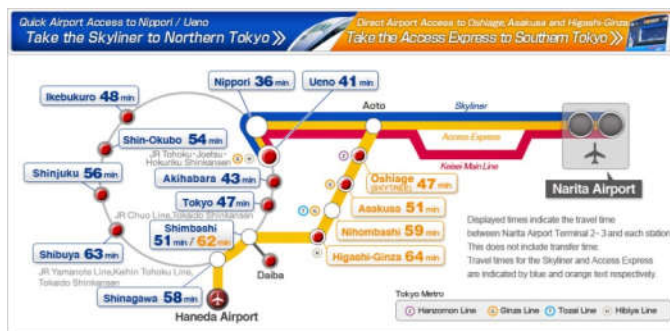 Quick Airport Access to Nippori / Ueno
Take the Skyliner to Northern Tokyo
Direct Airport Access to Oshiage, Asakusa and Higashi-Ginza
Take the Access Express to Southern Tokyo
Nippori 36 min
Ueno 41 min
Ikebukuro 48 min
Aoto
Skyliner
Access Express
Keisei Main Line
Narita Airport
Shin-Okubo 54 min
JR Tohoku-Joetsu-
Hokuriku Shinkansen
G
H
Shinjuku 56 min
Akihabara 43 min
Z
Oshiage 47 min
(SKYTREE)
Tokyo 47 min
G
Asakusa 51 min
JR Chuo Line,Tokaido Shinkansen
Shimbashi
51 min / 62 min
T
G
Nihombashi 59 min
Shibuya 63 min
H
Higashi-Ginza 64 min
JR Yamanote Line,Keihin Tohoku Line,
Tokaido Shinkansen
Daiba
Shinagawa 58 min
Haneda Airport
Displayed times indicate the travel time
between Narita Airport Terminal 2-3 and each station
This does not include transfer time.
Travel times for the Skyliner and Access Express
are indicated by blue and orange text respectively.
Tokyo Metro
Z Hanzomon Line
G Ginza Line
T Tozai Line
H Hibiya Line